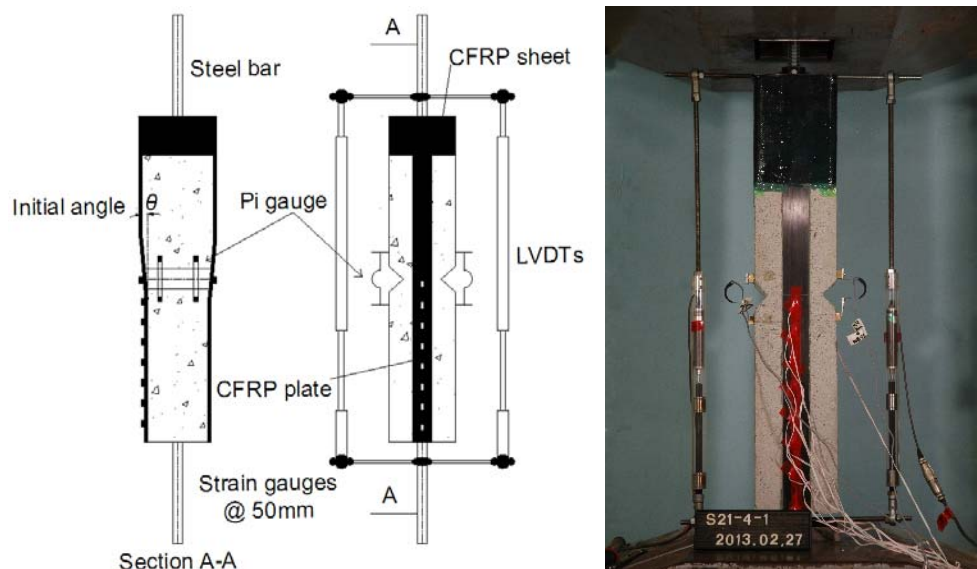 A
Steel bar
CFRP sheet
Initial angle
θ
Pi gauge
LVDTs
CFRP plate
Strain gauges
@ 50mm
A
Section A-A
S21-4-1
2013.02.27